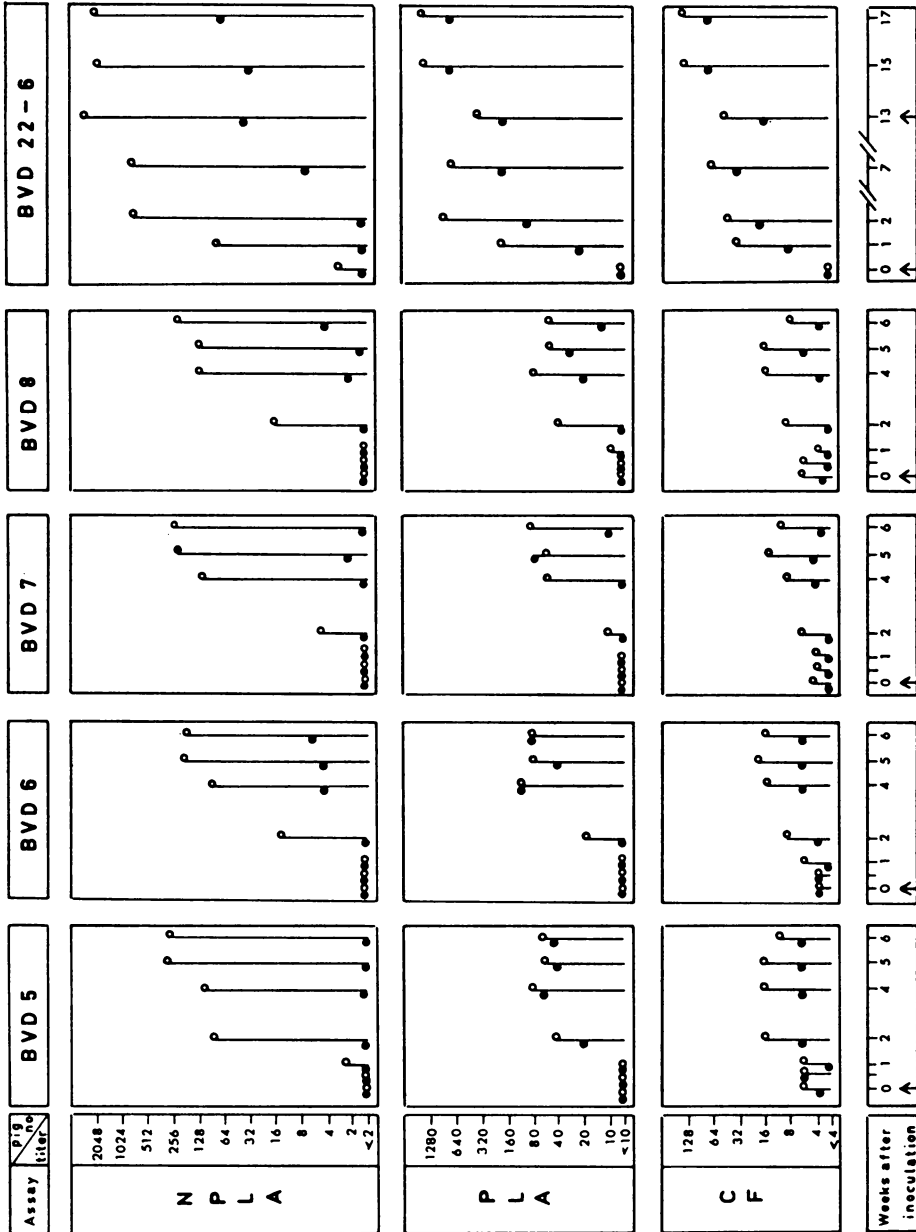 Assay pig no titer BVD 5 BVD 6 BVD 7 BVD 8 BVD 22-6
NPLA
2048
1024
512
256
128
64
32
16
8
4
2
<2
PLA
1280
640
320
160
80
40
20
10
<10
CF
128
64
32
16
8
4
<4
Weeks after inoculation
0 1 2 4 5 6
0 1 2 4 5 6
0 1 2 4 5 6
0 1 2 4 5 6
0 1 2 7 13 15 17